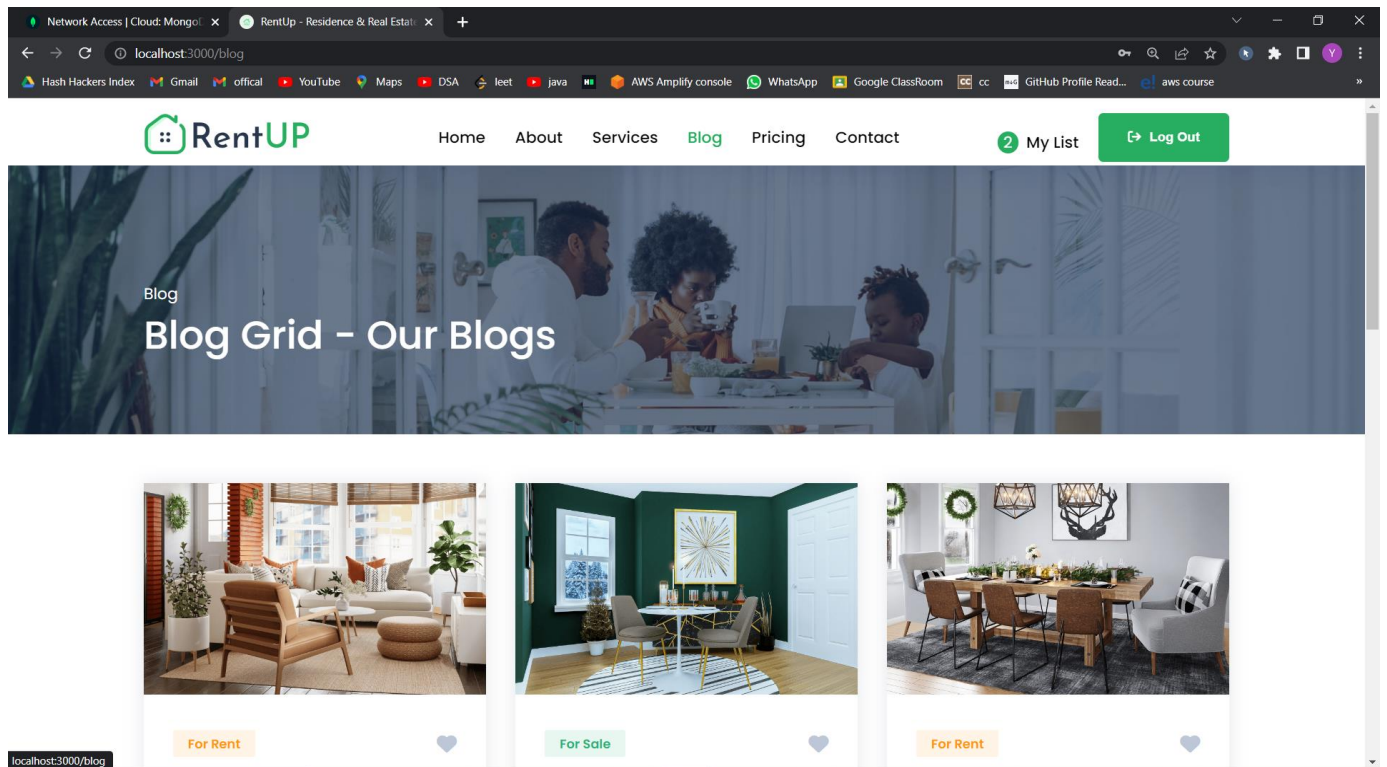 Network Access | Cloud: MongoD
RentUp - Residence & Real Estate
localhost:3000/blog
Y
Hash Hackers Index Gmail offical YouTube Maps DSA leet java AWS Amplify console WhatsApp Google ClassRoom CC cc GitHub Profile Read... e! aws course »
RentUP Home About Services Blog Pricing Contact 2 My List Log Out
Blog
Blog Grid - Our Blogs
For Rent For Sale For Rent
localhost:3000/blog